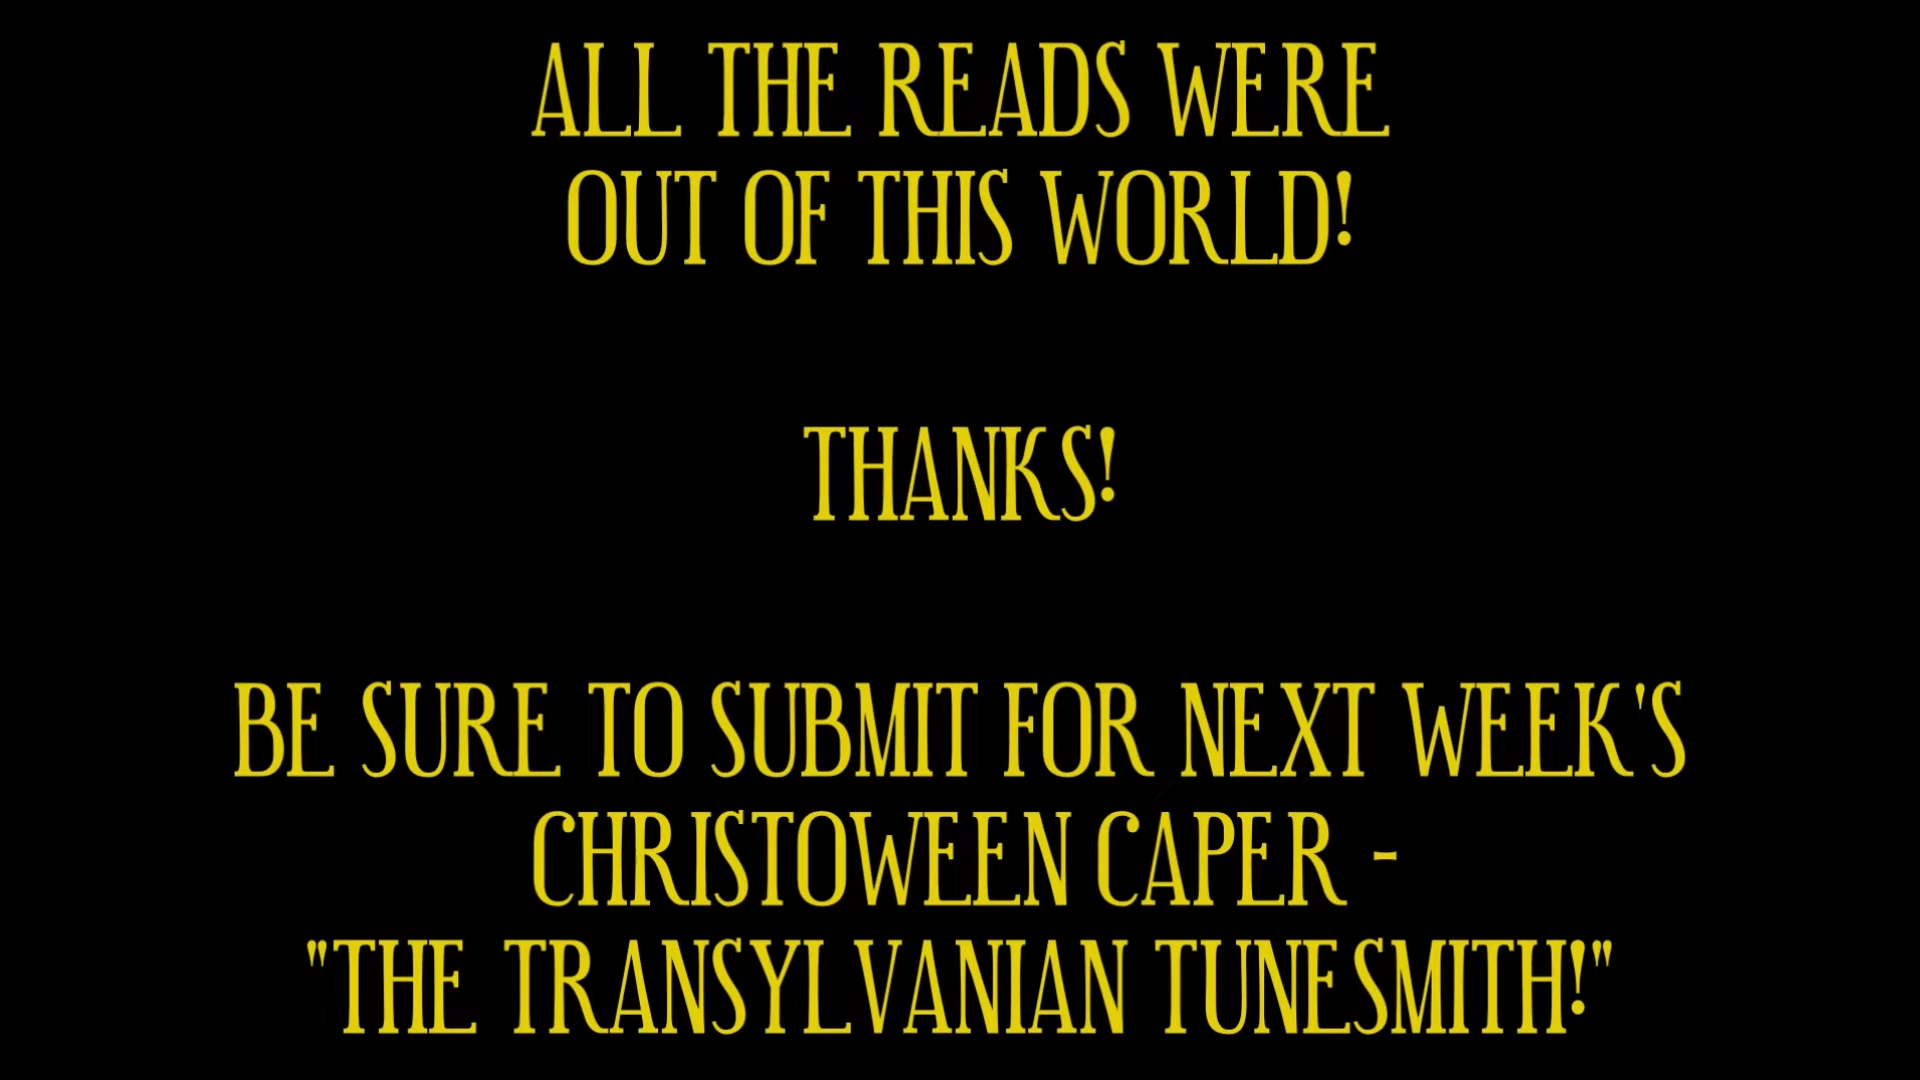 ALL THE READS WERE
OUT OF THIS WORLD!
THANKS!
BE SURE TO SUBMIT FOR NEXT WEEK'S
CHRISTOWEEN CAPER -
"THE TRANSYLVANIAN TUNESMITH!"